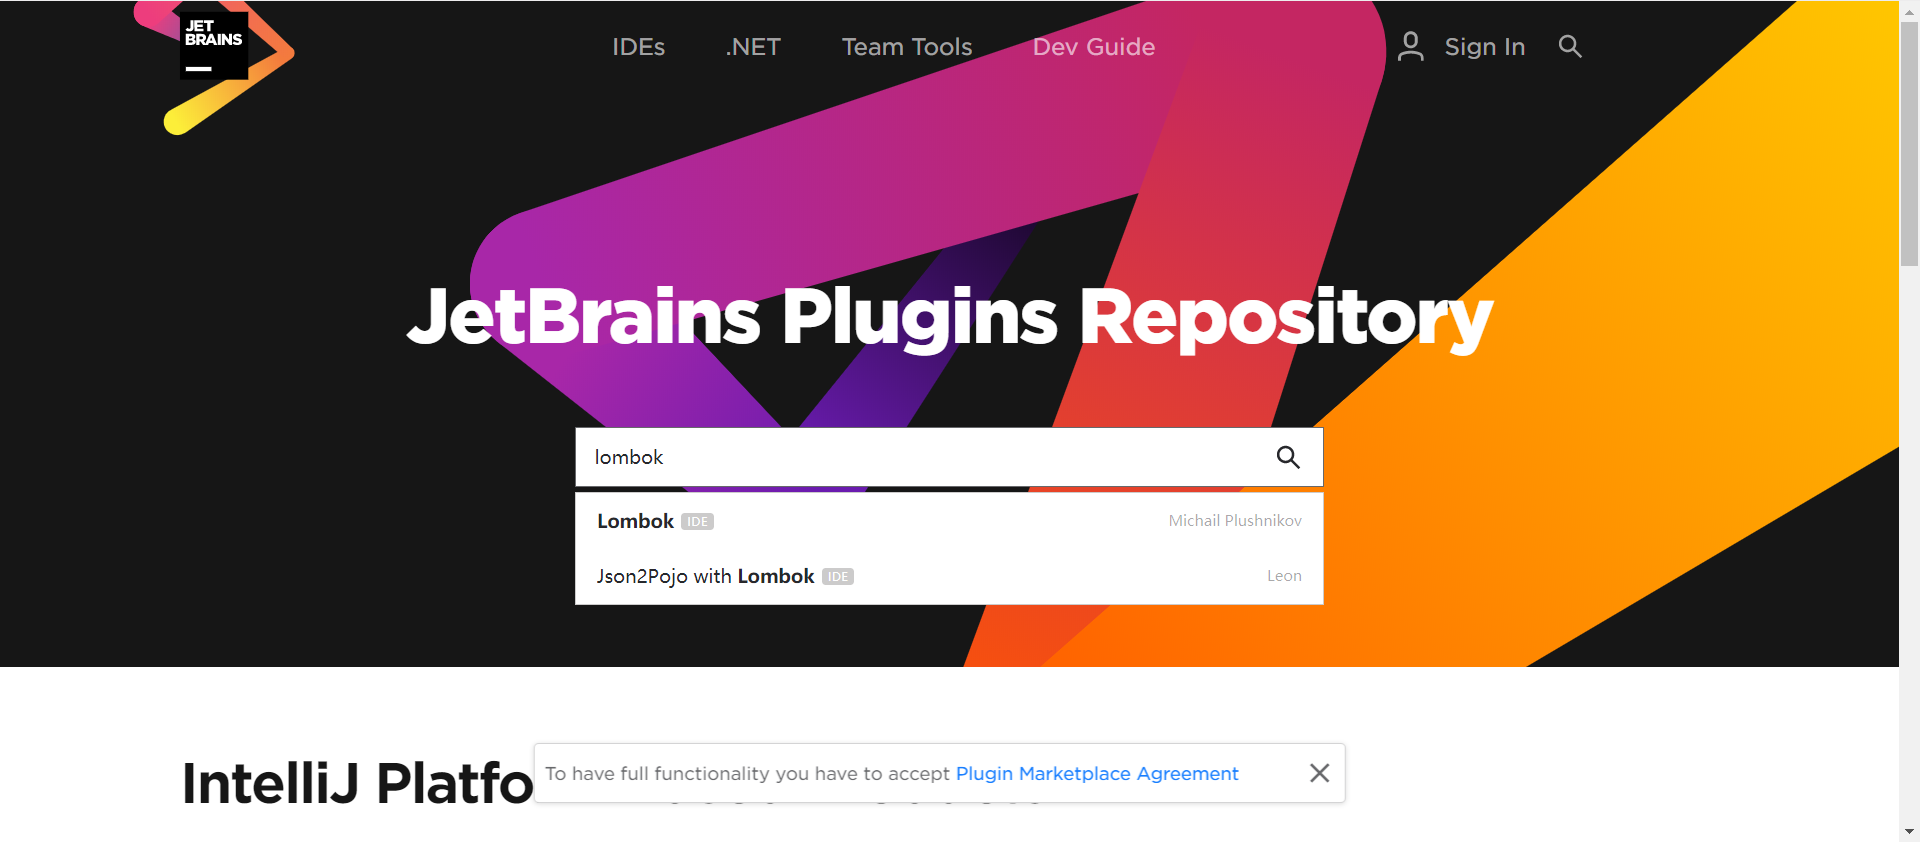 JET
BRAINS
IDEs
.NET
Team Tools
Dev Guide
Sign In
JetBrains Plugins Repository
lombok
Lombok IDE
Michail Plushnikov
Json2Pojo with Lombok IDE
Leon
IntelliJ Platfo
To have full functionality you have to accept Plugin Marketplace Agreement